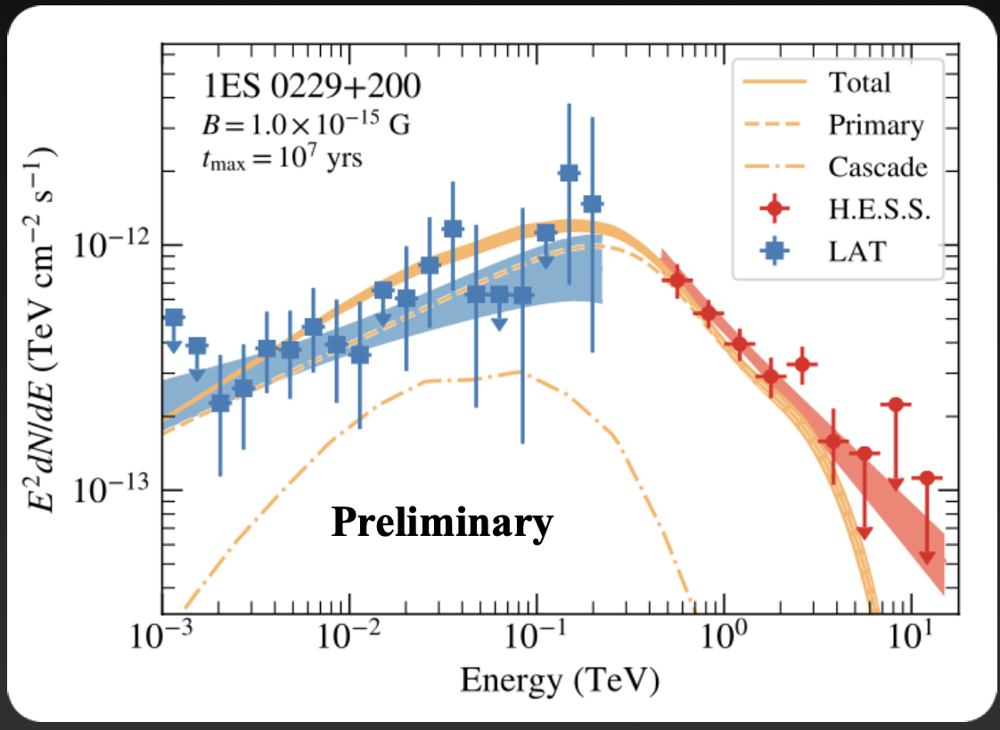 1ES 0229+200
B = 1.0 × 10⁻¹⁵ G
tₘₐₓ = 10⁷ yrs
Total
Primary
Cascade
H.E.S.S.
LAT
E²dN/dE (TeV cm⁻² s⁻¹)
10⁻¹²
10⁻¹³
Preliminary
10⁻³ 10⁻² 10⁻¹ 10⁰ 10¹
Energy (TeV)